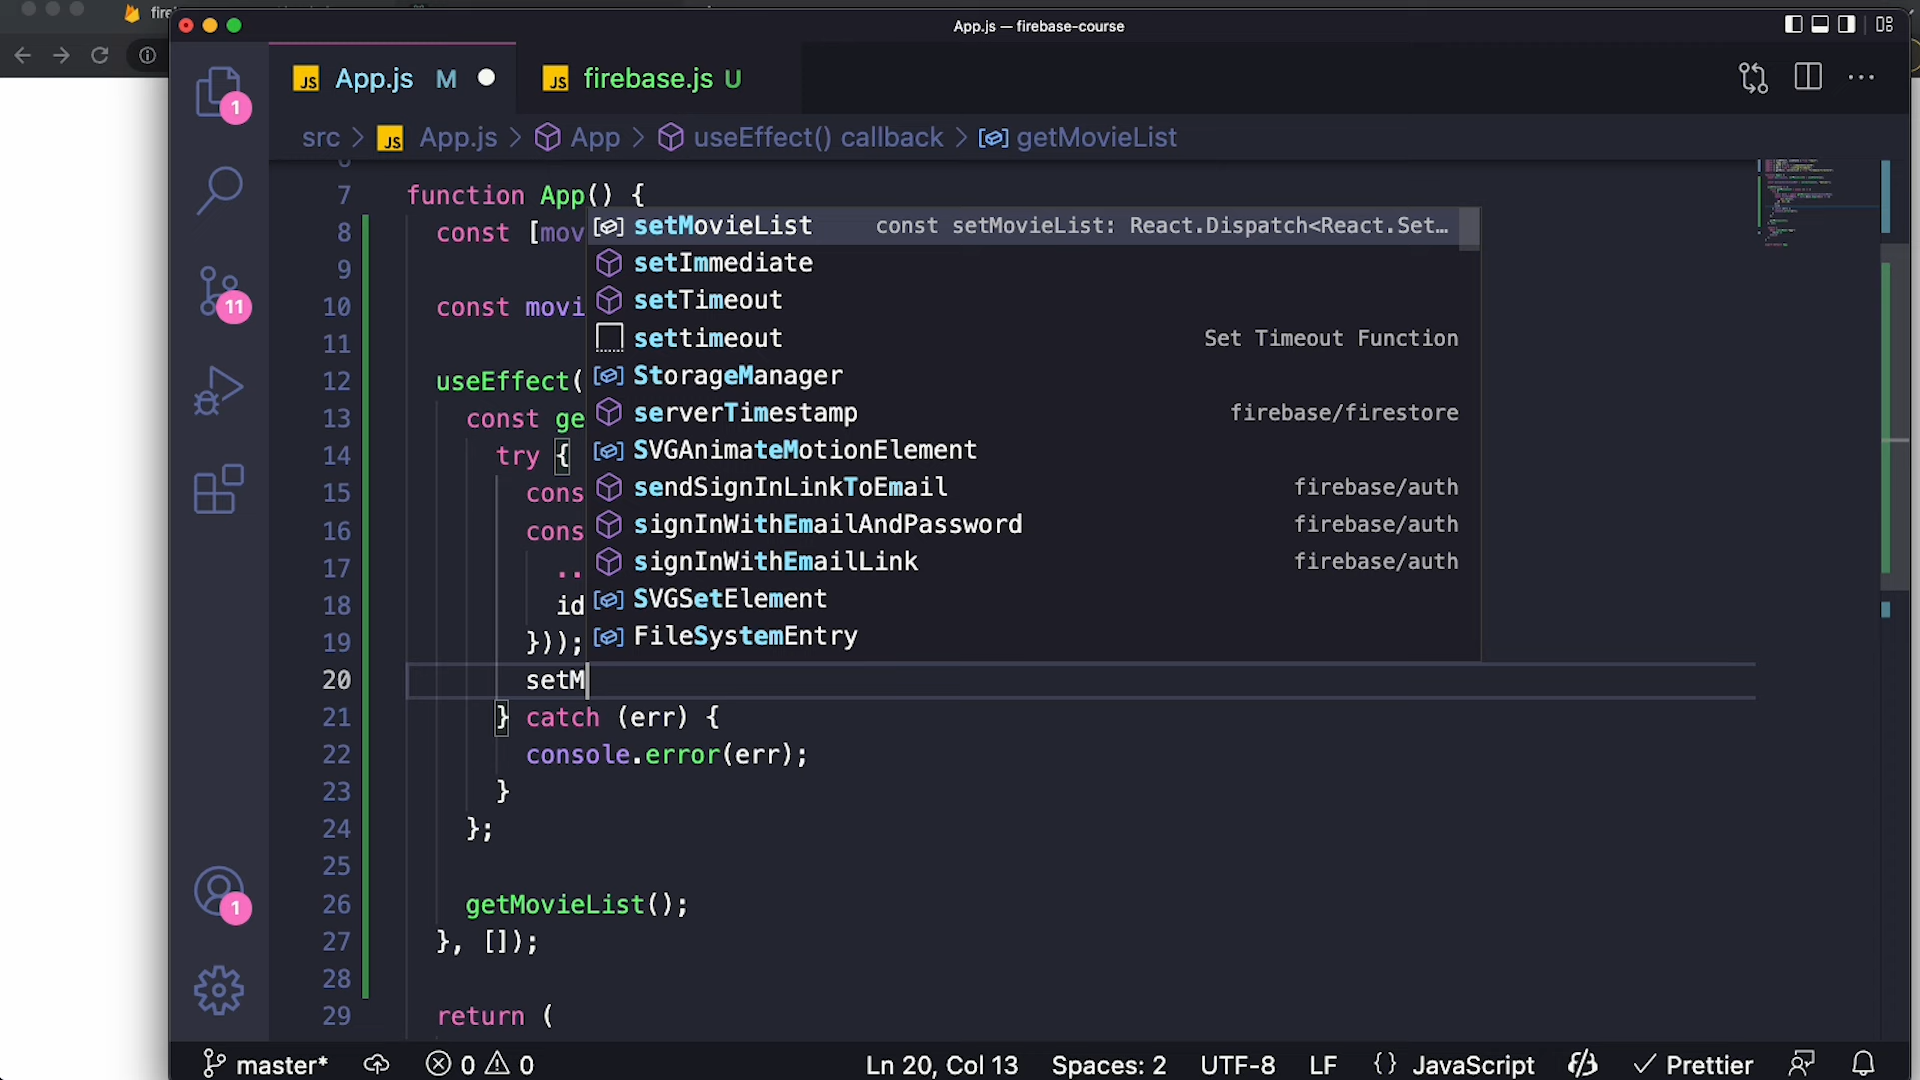 App.js — firebase-course
App.js M
firebase.js U
src > App.js > App > useEffect() callback > getMovieList
7 function App() {
8 const [mov
9
10 const movi
11
12 useEffect(
13 const ge
14 try {
15 cons
16 cons
17 ..
18 id
19 }));
20 setM
21 } catch (err) {
22 console.error(err);
23 }
24 };
25
26 getMovieList();
27 }, []);
28
29 return (
setMovieList const setMovieList: React.Dispatch<React.Set…
setImmediate
setTimeout
settimeout Set Timeout Function
StorageManager
serverTimestamp firebase/firestore
SVGAnimateMotionElement
sendSignInLinkToEmail firebase/auth
signInWithEmailAndPassword firebase/auth
signInWithEmailLink firebase/auth
SVGSetElement
FileSystemEntry
1
11
1
master* 0 0 Ln 20, Col 13 Spaces: 2 UTF-8 LF {} JavaScript Prettier